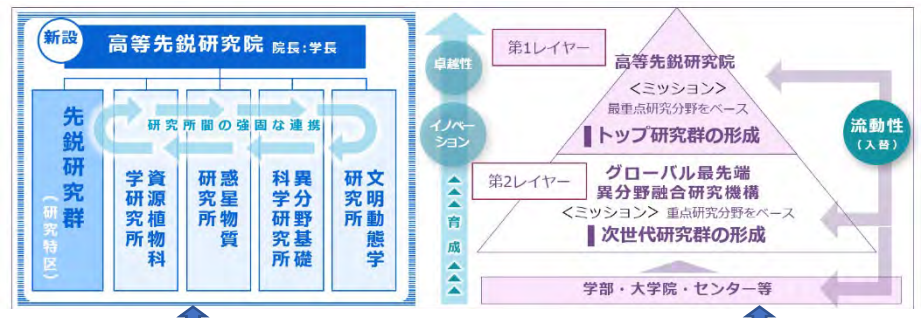 新設
高等先鋭研究院 院長:学長
研究所間の強固な連携
先鋭研究群
(研究特区)
資源植物科
学研究所
惑星物質
研究所
異分野基礎
科学研究所
文明動態学
研究所
卓越性
イノベー
ション
▲▲▲育成▲▲▲
第1レイヤー
高等先鋭研究院
<ミッション>
最重点研究分野をベース
トップ研究群の形成
第2レイヤー
グローバル最先端
異分野融合研究機構
<ミッション> 重点研究分野をベース
次世代研究群の形成
流動性
(入替)
学部・大学院・センター等